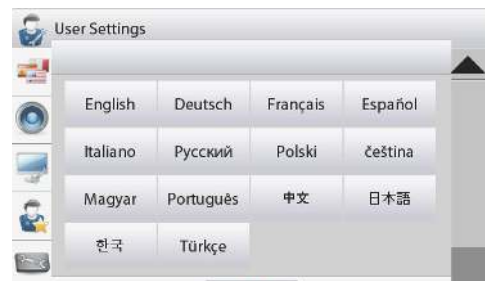 User Settings
English Deutsch Français Español
Italiano Русский Polski čeština
Magyar Português 中文 日本語
한국 Türkçe